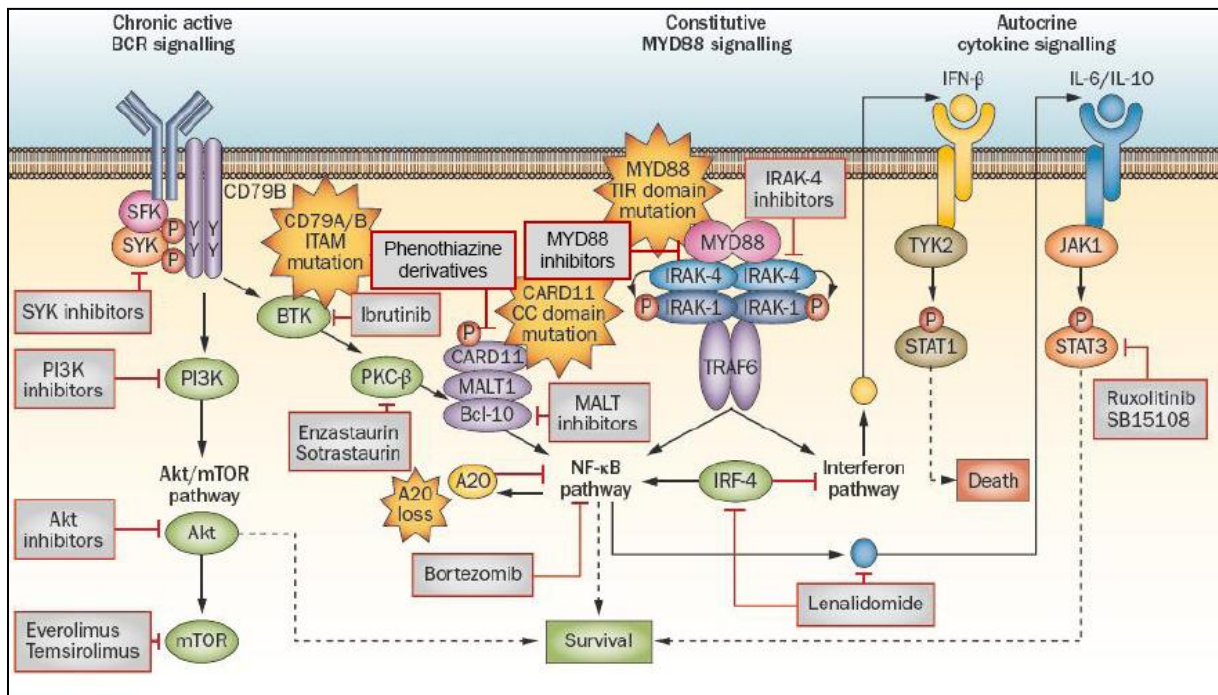 Chronic active
BCR signalling
Constitutive
MYD88 signalling
Autocrine
cytokine signalling
IFN-β
IL-6/IL-10
CD79B
SFK
SYK
P
P
Y Y
Y Y
CD79A/B
ITAM
mutation
MYD88
TIR domain
mutation
IRAK-4
inhibitors
Phenothiazine
derivatives
MYD88
inhibitors
MYD88
IRAK-4
IRAK-4
P
IRAK-1
IRAK-1
P
TRAF6
TYK2
JAK1
P
P
STAT1
STAT3
SYK inhibitors
BTK
Ibrutinib
CARD11
CC domain
mutation
P
CARD11
MALT1
Bcl-10
PKC-β
MALT
inhibitors
Enzastaurin
Sotrastaurin
PI3K
inhibitors
PI3K
Ruxolitinib
SB15108
Akt/mTOR
pathway
A20
A20
loss
NF-κB
pathway
IRF-4
Interferon
pathway
Death
Akt
inhibitors
Akt
Bortezomib
Lenalidomide
Everolimus
Temsirolimus
mTOR
Survival